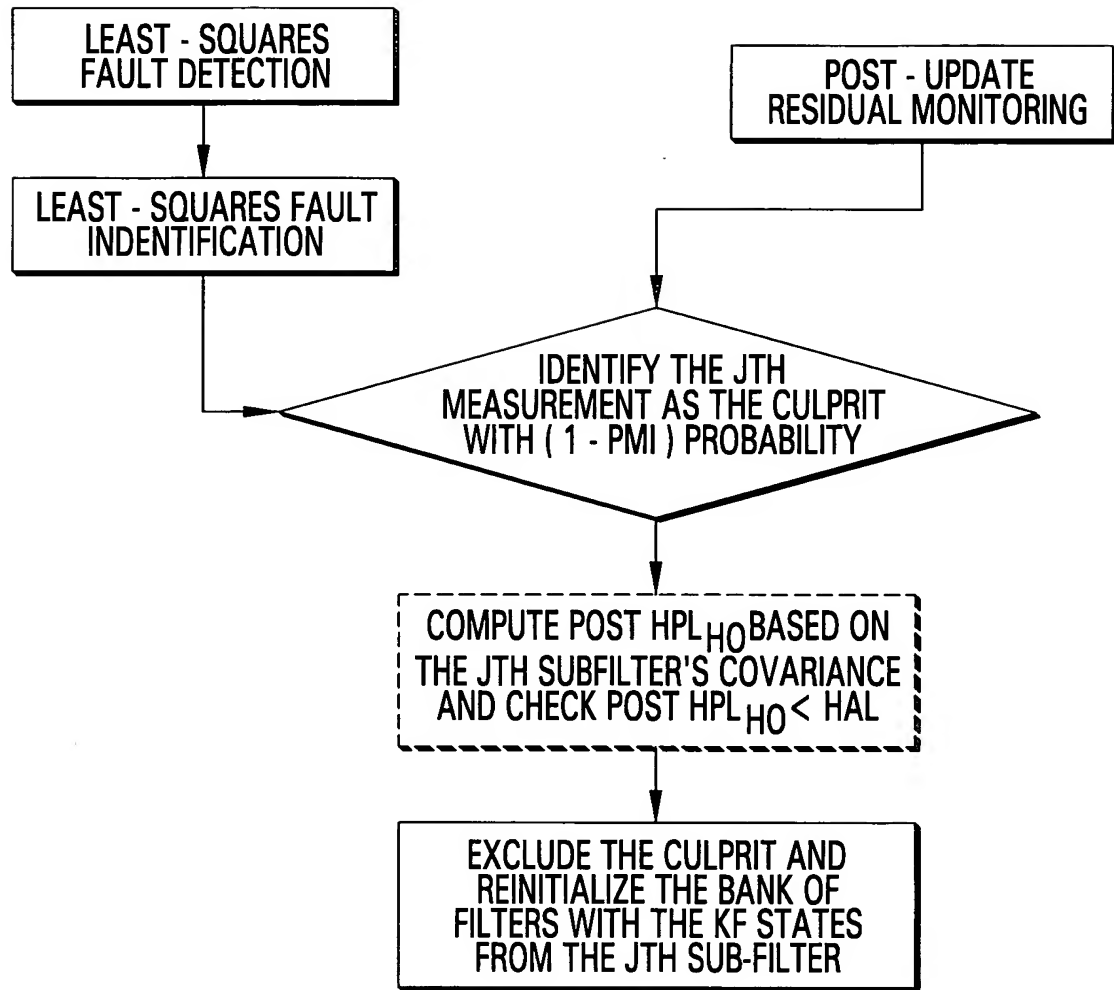 LEAST - SQUARES
FAULT DETECTION
POST - UPDATE
RESIDUAL MONITORING
LEAST - SQUARES FAULT
INDENTIFICATION
IDENTIFY THE JTH
MEASUREMENT AS THE CULPRIT
WITH ( 1 - PMI ) PROBABILITY
COMPUTE POST HPL_HO BASED ON
THE JTH SUBFILTER'S COVARIANCE
AND CHECK POST HPL_HO < HAL
EXCLUDE THE CULPRIT AND
REINITIALIZE THE BANK OF
FILTERS WITH THE KF STATES
FROM THE JTH SUB-FILTER